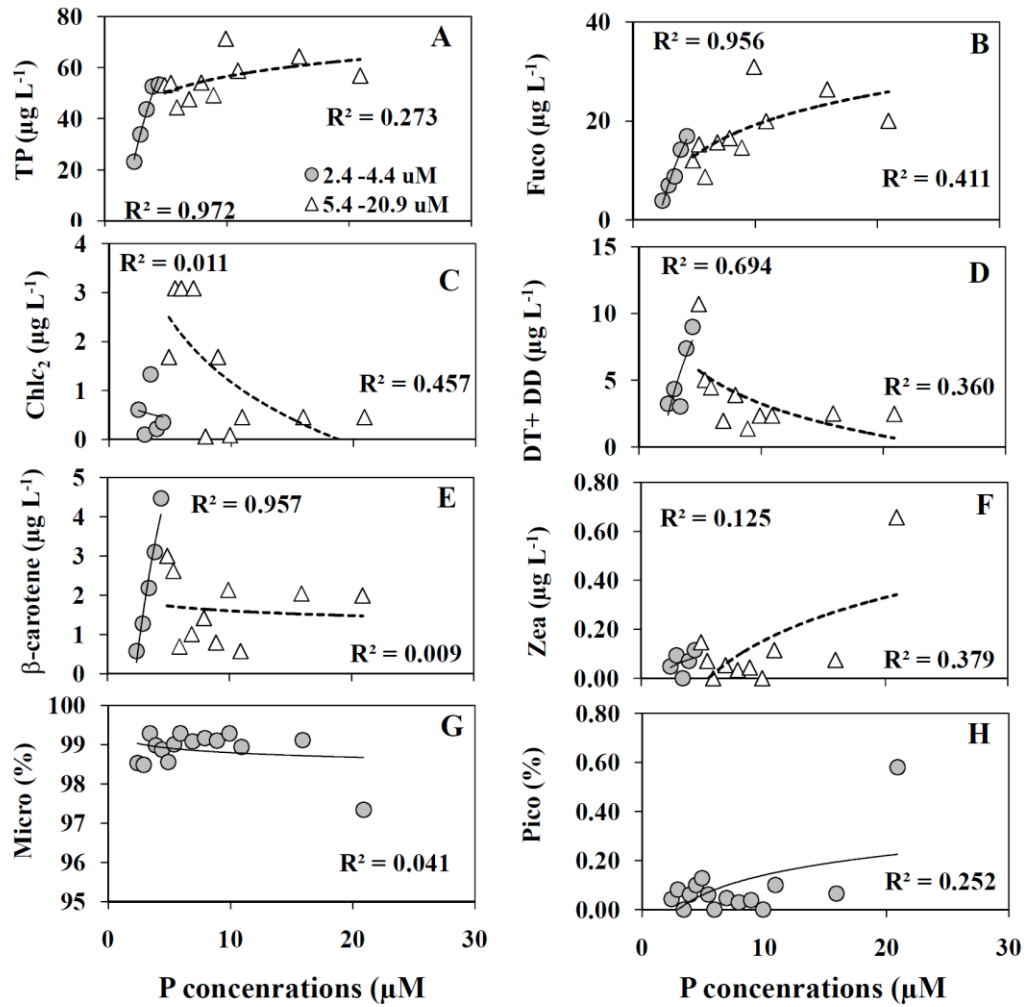 A
TP (µg L-1)
80
60
40
20
0
R² = 0.273
2.4 -4.4 uM
5.4 -20.9 uM
R² = 0.972
B
Fuco (µg L-1)
40
30
20
10
0
R² = 0.956
R² = 0.411
C
Chlc2 (µg L-1)
4
3
2
1
0
R² = 0.011
R² = 0.457
D
DT+ DD (µg L-1)
15
10
5
0
R² = 0.694
R² = 0.360
E
β-carotene (µg L-1)
5
4
3
2
1
0
R² = 0.957
R² = 0.009
F
Zea (µg L-1)
0.80
0.60
0.40
0.20
0.00
R² = 0.125
R² = 0.379
G
Micro (%)
100
99
98
97
96
95
R² = 0.041
0 10 20 30
P concenrations (µM
H
Pico (%)
0.80
0.60
0.40
0.20
0.00
R² = 0.252
0 10 20 30
P concenrations (µM